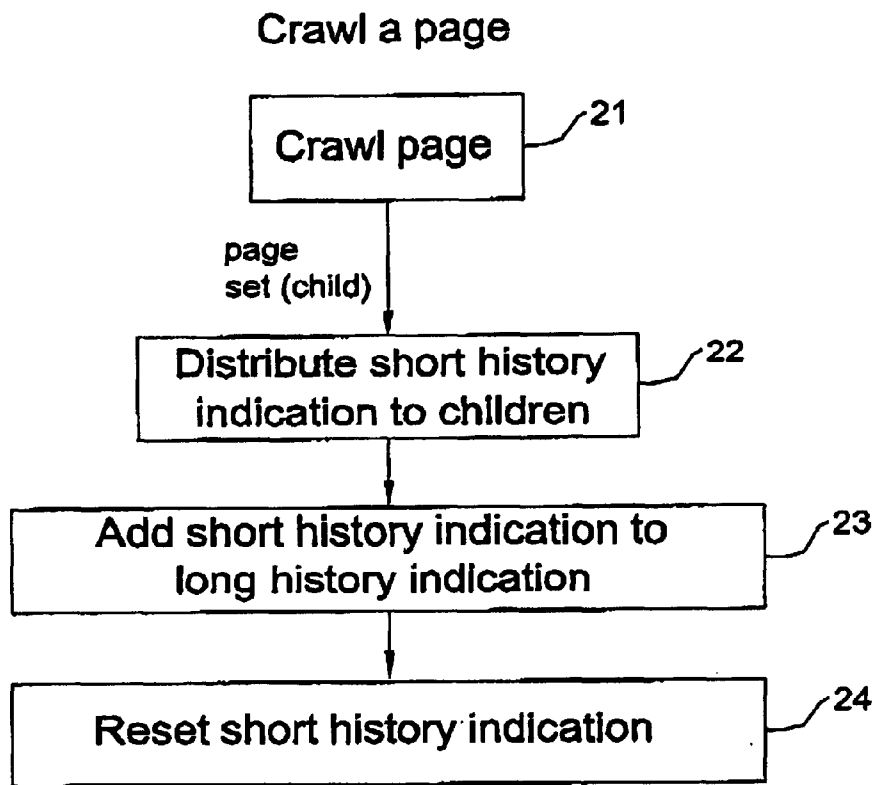 Crawl a page
Crawl page
21
page
set (child)
Distribute short history
indication to children
22
Add short history indication to
long history indication
23
Reset short history indication
24